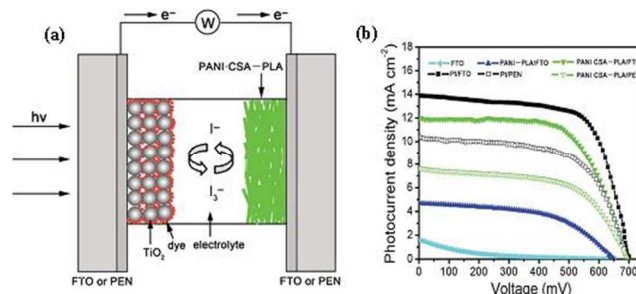 (a)
e⁻
W
e⁻
PANI·CSA−PLA
hν
I⁻
I₃⁻
TiO₂
dye
electrolyte
FTO or PEN
FTO or PEN
(b)
Photocurrent density (mA cm⁻²)
18
16
14
12
10
8
6
4
2
0
FTO
PANI−PLA/FTO
PANI CSA−PLA/FTO
Pt/FTO
Pt/PEN
PANI CSA−PLA/PE
0
100
200
300
400
500
600
700
Voltage (mV)